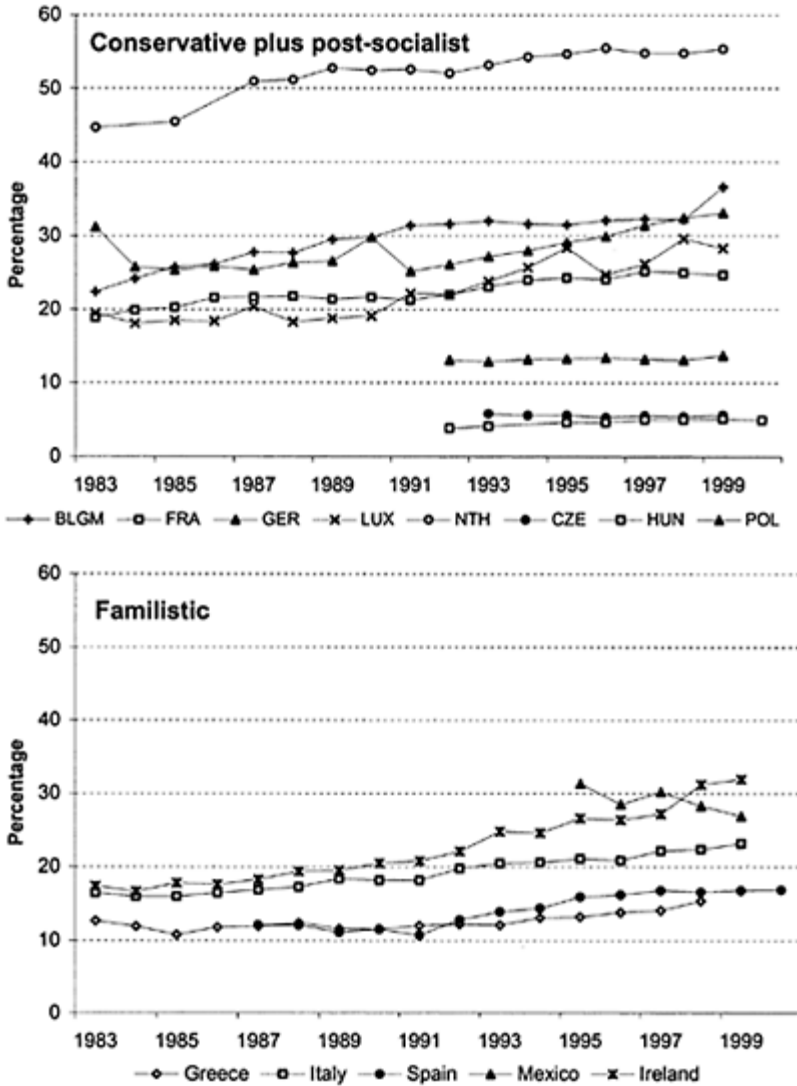 60
Conservative plus post-socialist
50
40
Percentage
30
20
10
0
1983 1985 1987 1989 1991 1993 1995 1997 1999
BLGM FRA GER LUX NTH CZE HUN POL
60
Familistic
50
40
Percentage
30
20
10
0
1983 1985 1987 1989 1991 1993 1995 1997 1999
Greece Italy Spain Mexico Ireland